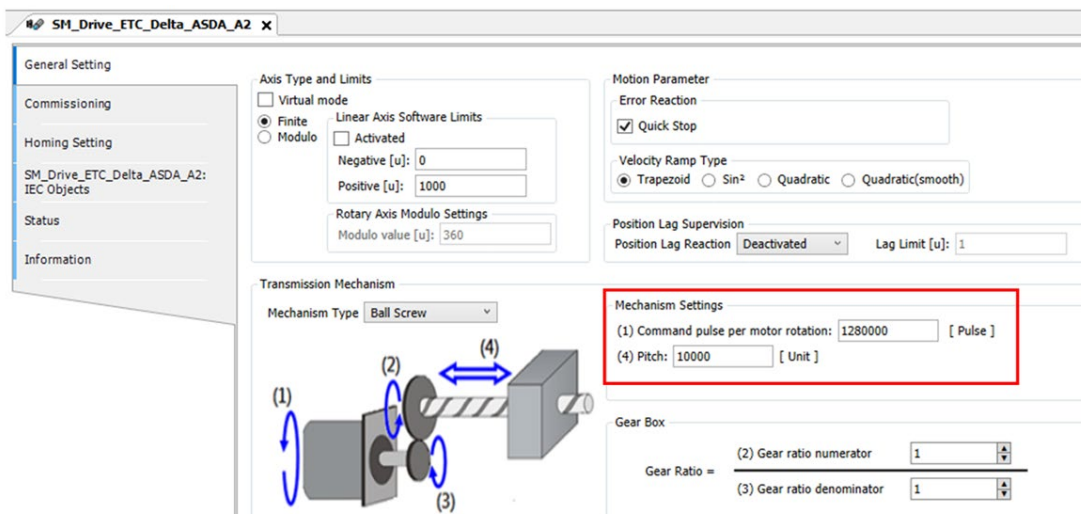 SM_Drive_ETC_Delta_ASDA_A2 X
General Setting
Commissioning
Homing Setting
SM_Drive_ETC_Delta_ASDA_A2:
IEC Objects
Status
Information
Axis Type and Limits
Virtual mode
Finite
Modulo
Linear Axis Software Limits
Activated
Negative [u]: 0
Positive [u]: 1000
Rotary Axis Modulo Settings
Modulo value [u]: 360
Motion Parameter
Error Reaction
Quick Stop
Velocity Ramp Type
Trapezoid Sin² Quadratic Quadratic(smooth)
Position Lag Supervision
Position Lag Reaction Deactivated Lag Limit [u]: 1
Transmission Mechanism
Mechanism Type Ball Screw
(1)
(2)
(4)
(3)
Mechanism Settings
(1) Command pulse per motor rotation: 1280000 [ Pulse ]
(4) Pitch: 10000 [ Unit ]
Gear Box
Gear Ratio =
(2) Gear ratio numerator 1
(3) Gear ratio denominator 1